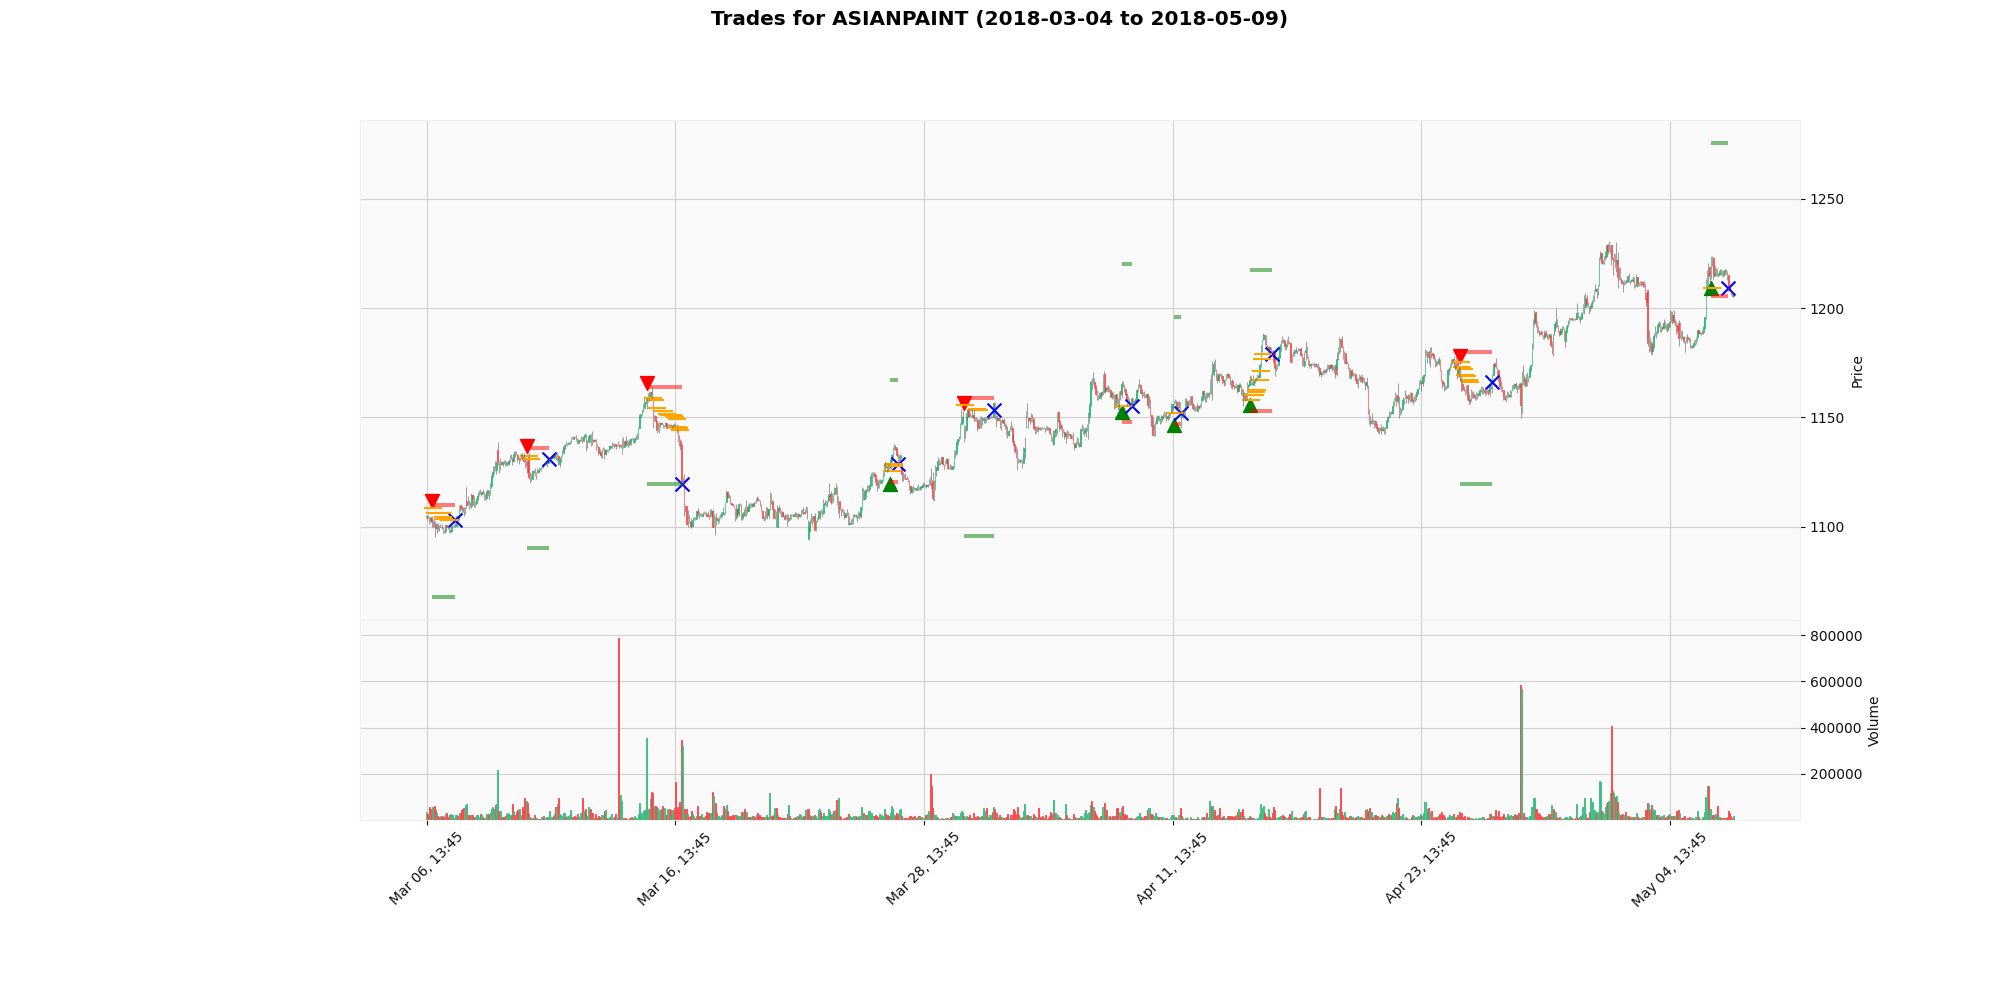 Trades for ASIANPAINT (2018-03-04 to 2018-05-09)
1250
1200
1150
1100
Price
800000
600000
400000
200000
Volume
Mar 06, 13:45
Mar 16, 13:45
Mar 28, 13:45
Apr 11, 13:45
Apr 23, 13:45
May 04, 13:45